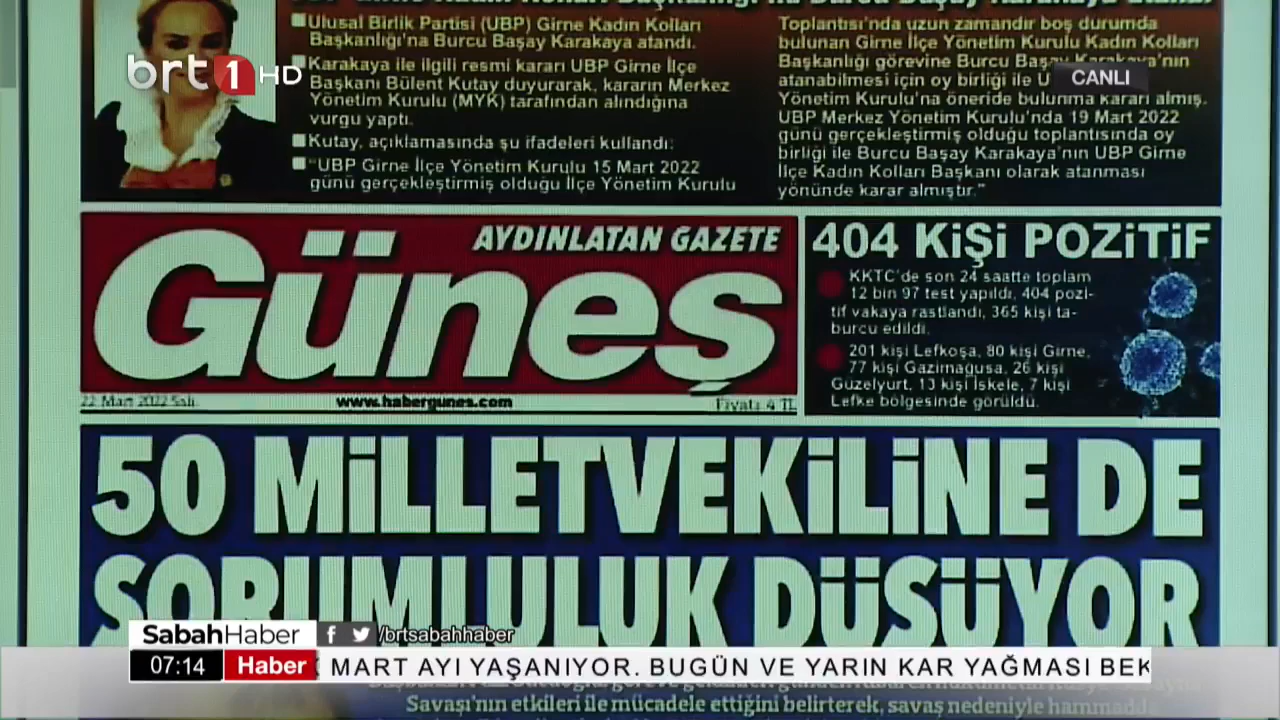 Ulusal Birlik Partisi (UBP) Girne Kadın Kolları
Başkanlığı'na Burcu Başay Karakaya atandı.
Karakaya ile ilgili resmi kararı UBP Girne İlçe
Başkanı Bülent Kutay duyurarak, kararın Merkez
Yönetim Kurulu (MYK) tarafından alındığına
vurgu yaptı.
Kutay, açıklamasında şu ifadeleri kullandı:
"UBP Girne İlçe Yönetim Kurulu 15 Mart 2022
günü gerçekleştirmiş olduğu İlçe Yönetim Kurulu
Toplantısı'nda uzun zamandır boş durumda
bulunan Girne İlçe Yönetim Kurulu Kadın Kolları
Başkanlığı görevine Burcu Başay Karakaya'nın
atanabilmesi için oy birliği ile U
Yönetim Kurulu'na öneride bulunma kararı almış.
UBP Merkez Yönetim Kurulu'nda 19 Mart 2022
günü gerçekleştirmiş olduğu toplantısında oy
birliği ile Burcu Başay Karakaya'nın UBP Girne
İlçe Kadın Kolları Başkanı olarak atanması
yönünde karar almıştır."
brt 1 HD
CANLI
AYDINLATAN GAZETE
Güneş
22 Mart 2022 Salı
www.habergunes.com
Fiyatı 4 TL
404 KİŞİ POZİTİF
KKTC'de son 24 saatte toplam
12 bin 97 test yapıldı, 404 pozi-
tif vakaya rastlandı, 365 kişi ta-
burcu edildi.
201 kişi Lefkoşa, 80 kişi Girne,
77 kişi Gazimağusa, 26 kişi
Güzelyurt, 13 kişi İskele, 7 kişi
Lefke bölgesinde görüldü.
50 MİLLETVEKİLİNE DE
SORUMLULUK DÜŞÜYOR
SabahHaber f /brtsabahhaber
07:14 Haber MART AYI YAŞANIYOR. BUGÜN VE YARIN KAR YAĞMASI BEK
Savaşı'nın etkileri ile mücadele ettiğini belirterek, savaş nedeniyle hammadda